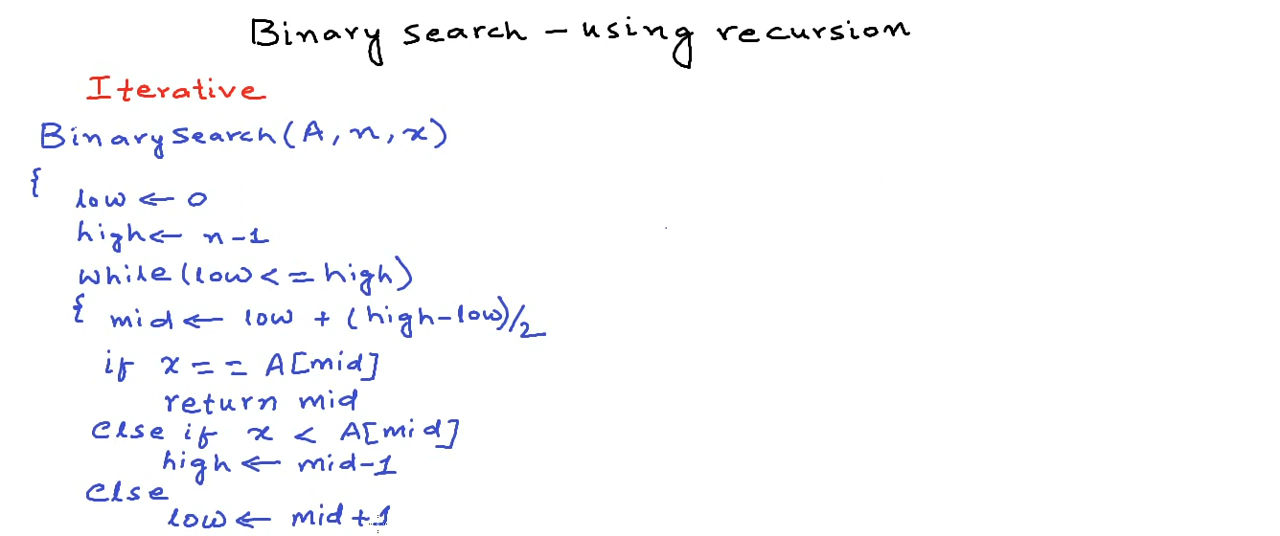 Binary search - using recursion
Iterative
BinarySearch(A, n, x)
{
low ← 0
high ← n-1
while(low <= high)
{ mid ← low + (high-low)/2
if x == A[mid]
return mid
else if x < A[mid]
high ← mid-1
else
low ← mid+1